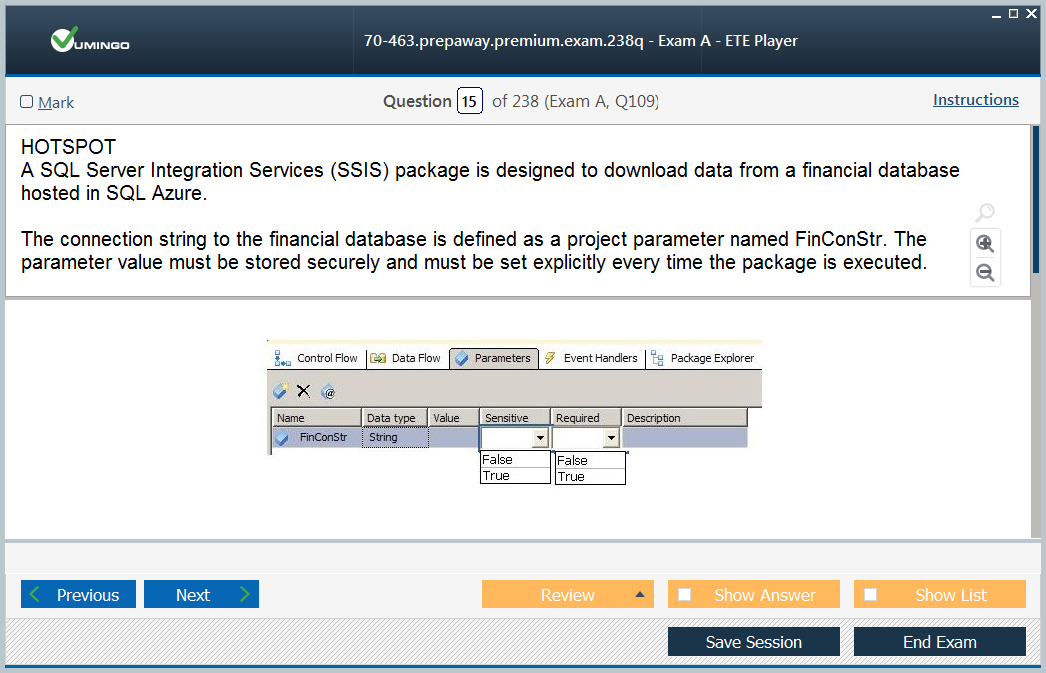 VUMINGO
70-463.prepaway.premium.exam.238q - Exam A - ETE Player
Mark
Question 15 of 238 (Exam A, Q109)
Instructions
HOTSPOT
A SQL Server Integration Services (SSIS) package is designed to download data from a financial database
hosted in SQL Azure.
The connection string to the financial database is defined as a project parameter named FinConStr. The
parameter value must be stored securely and must be set explicitly every time the package is executed.
Control Flow Data Flow Parameters Event Handlers Package Explorer
Name Data type Value Sensitive Required Description
FinConStr String
False False
True True
Previous Next Review Show Answer Show List
Save Session End Exam